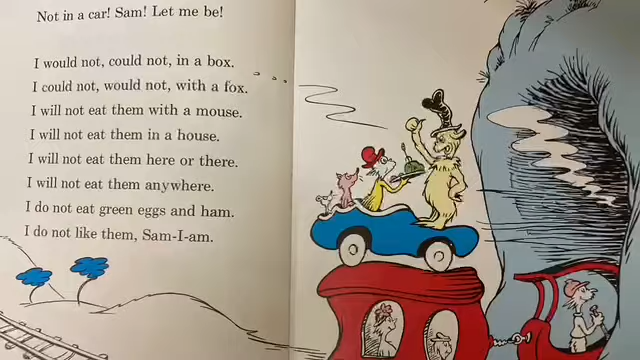 Not in a car! Sam! Let me be!
I would not, could not, in a box.
I could not, would not, with a fox.
I will not eat them with a mouse.
I will not eat them in a house.
I will not eat them here or there.
I will not eat them anywhere.
I do not eat green eggs and ham.
I do not like them, Sam-I-am.